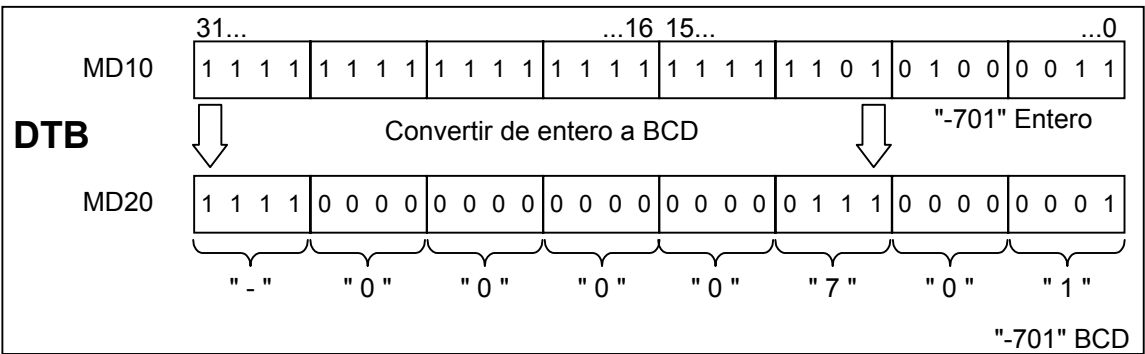 31... ...16 15... ...0
MD10 1 1 1 1 1 1 1 1 1 1 1 1 1 1 1 1 1 1 1 1 1 1 0 1 0 1 0 0 0 0 1 1
DTB Convertir de entero a BCD "-701" Entero
MD20 1 1 1 1 0 0 0 0 0 0 0 0 0 0 0 0 0 0 0 0 0 1 1 1 0 0 0 0 0 0 0 1
" - " " 0 " " 0 " " 0 " " 0 " " 7 " " 0 " " 1 "
"-701" BCD